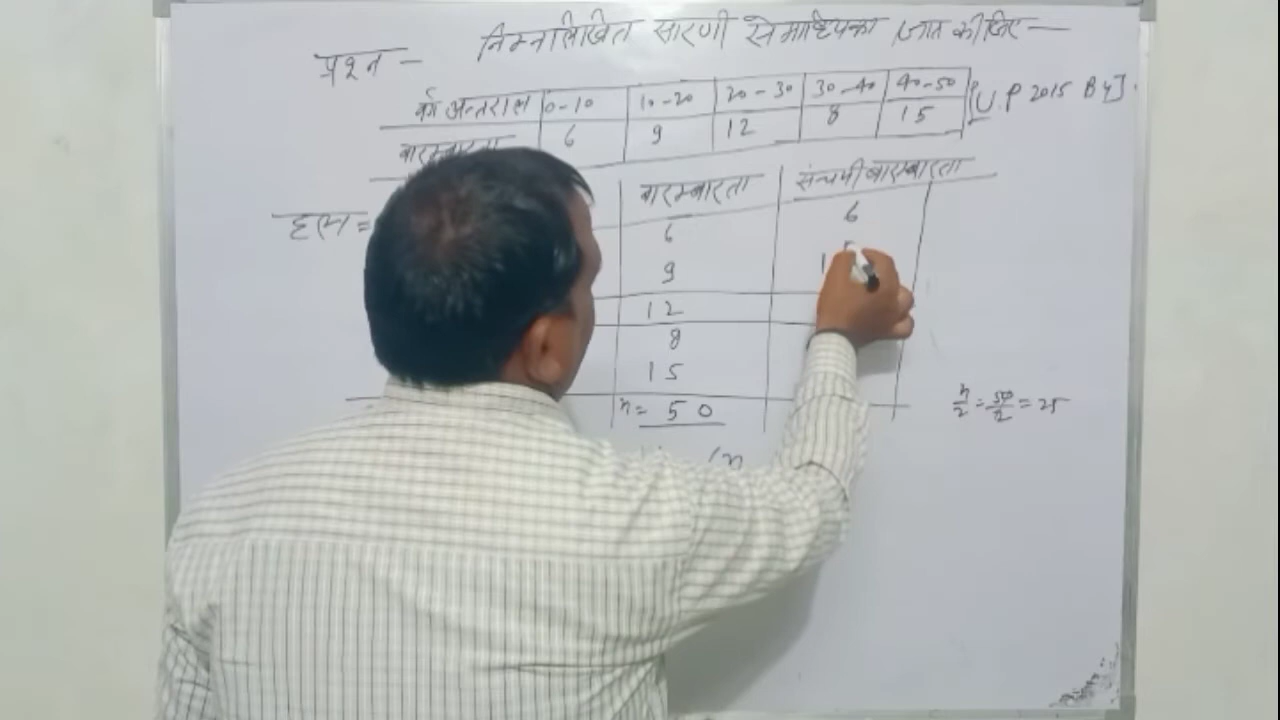 प्रश्न - निम्नलिखित सारणी से माध्यिका ज्ञात कीजिए -
वर्ग अन्तराल 0-10 10-20 20-30 30-40 40-50 [U.P 2015 BY].
बारम्बारता 6 9 12 8 15
हल = बारम्बारता संचयी बारम्बारता
6 6
9 1
12
8
15
n = 50 n/2 = 50/2 = 25